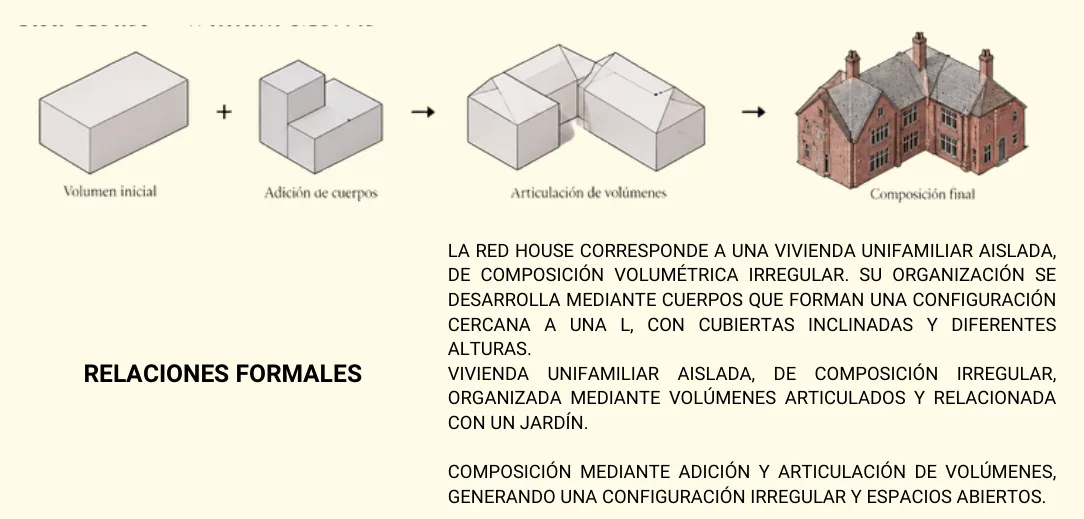 Volumen inicial
Adición de cuerpos
Articulación de volúmenes
Composición final
LA RED HOUSE CORRESPONDE A UNA VIVIENDA UNIFAMILIAR AISLADA,
DE COMPOSICIÓN VOLUMÉTRICA IRREGULAR. SU ORGANIZACIÓN SE
DESARROLLA MEDIANTE CUERPOS QUE FORMAN UNA CONFIGURACIÓN
CERCANA A UNA L, CON CUBIERTAS INCLINADAS Y DIFERENTES
ALTURAS.
RELACIONES FORMALES
VIVIENDA UNIFAMILIAR AISLADA, DE COMPOSICIÓN IRREGULAR,
ORGANIZADA MEDIANTE VOLÚMENES ARTICULADOS Y RELACIONADA
CON UN JARDÍN.
COMPOSICIÓN MEDIANTE ADICIÓN Y ARTICULACIÓN DE VOLÚMENES,
GENERANDO UNA CONFIGURACIÓN IRREGULAR Y ESPACIOS ABIERTOS.